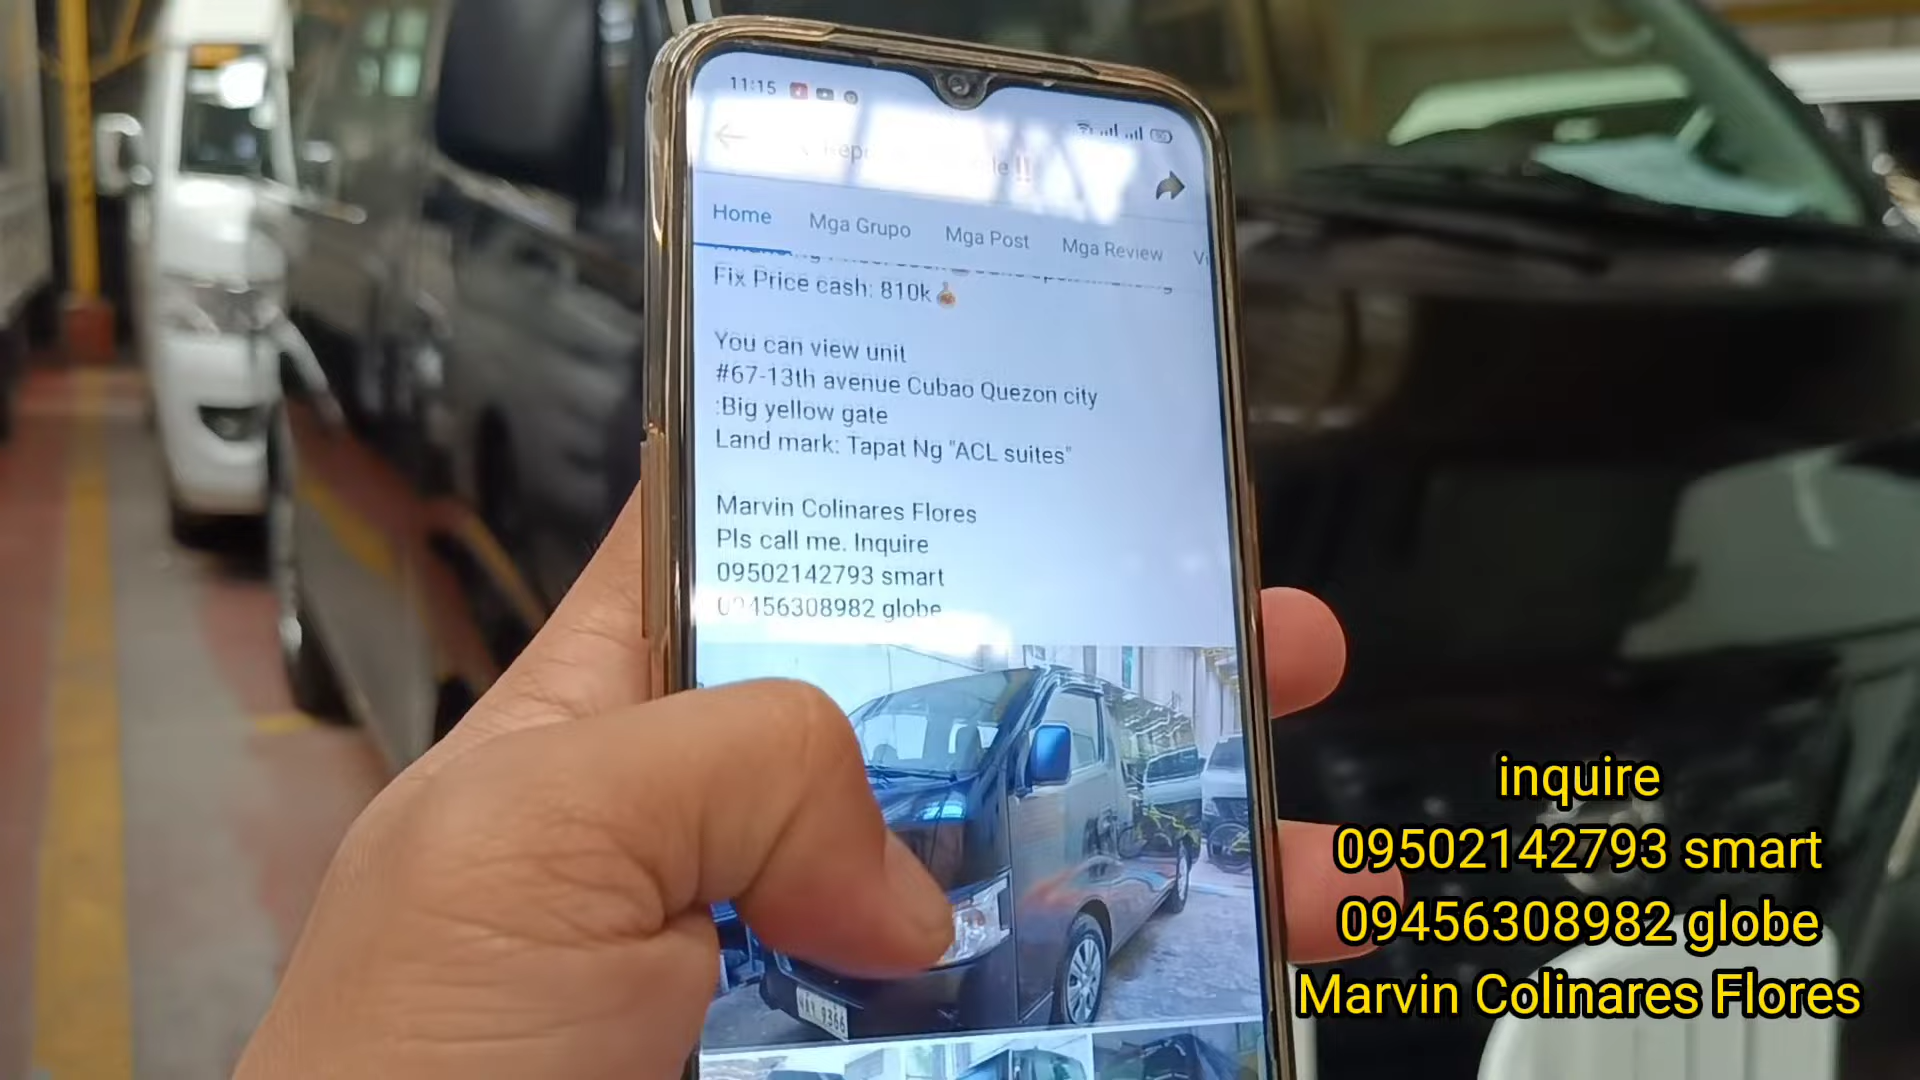 11:15
Home Mga Grupo Mga Post Mga Review
Fix Price cash: 810k
You can view unit
#67-13th avenue Cubao Quezon city
:Big yellow gate
Land mark: Tapat Ng "ACL suites"
Marvin Colinares Flores
Pls call me. Inquire
09502142793 smart
09456308982 globe
9366
inquire
09502142793 smart
09456308982 globe
Marvin Colinares Flores